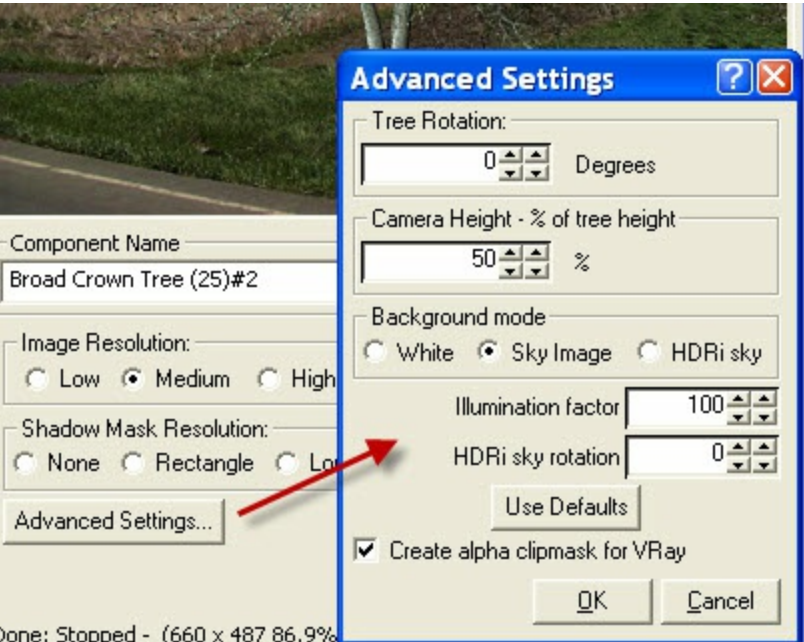 Component Name
Broad Crown Tree (25)#2
Image Resolution:
Low Medium High
Shadow Mask Resolution:
None Rectangle
Advanced Settings...
Done: Stopped - (660 x 487 86.9%
Advanced Settings
Tree Rotation:
0 Degrees
Camera Height - % of tree height
50 %
Background mode
White Sky Image HDRi sky
Illumination factor 100
HDRi sky rotation 0
Use Defaults
Create alpha clipmask for VRay
OK Cancel